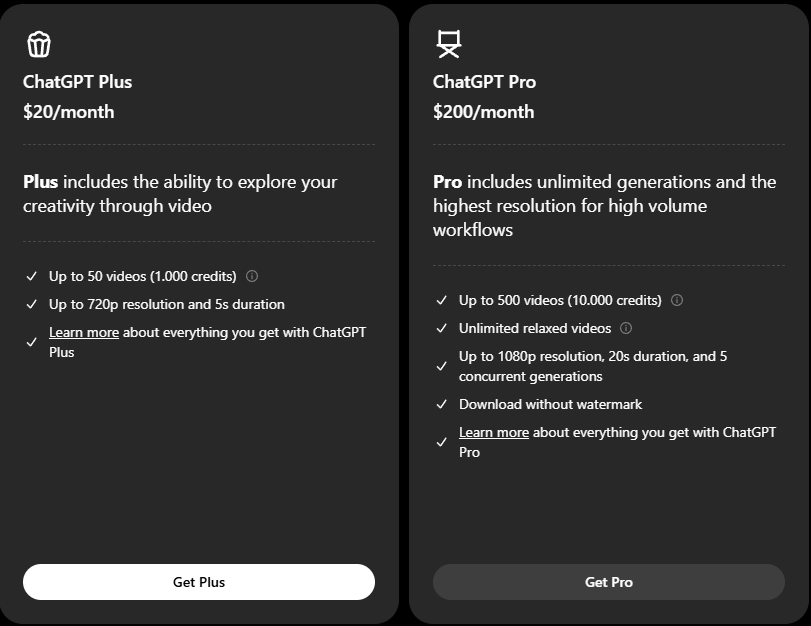 ChatGPT Plus
$20/month
Plus includes the ability to explore your
creativity through video
Up to 50 videos (1.000 credits)
Up to 720p resolution and 5s duration
Learn more about everything you get with ChatGPT
Plus
Get Plus
ChatGPT Pro
$200/month
Pro includes unlimited generations and the
highest resolution for high volume
workflows
Up to 500 videos (10.000 credits)
Unlimited relaxed videos
Up to 1080p resolution, 20s duration, and 5
concurrent generations
Download without watermark
Learn more about everything you get with ChatGPT
Pro
Get Pro